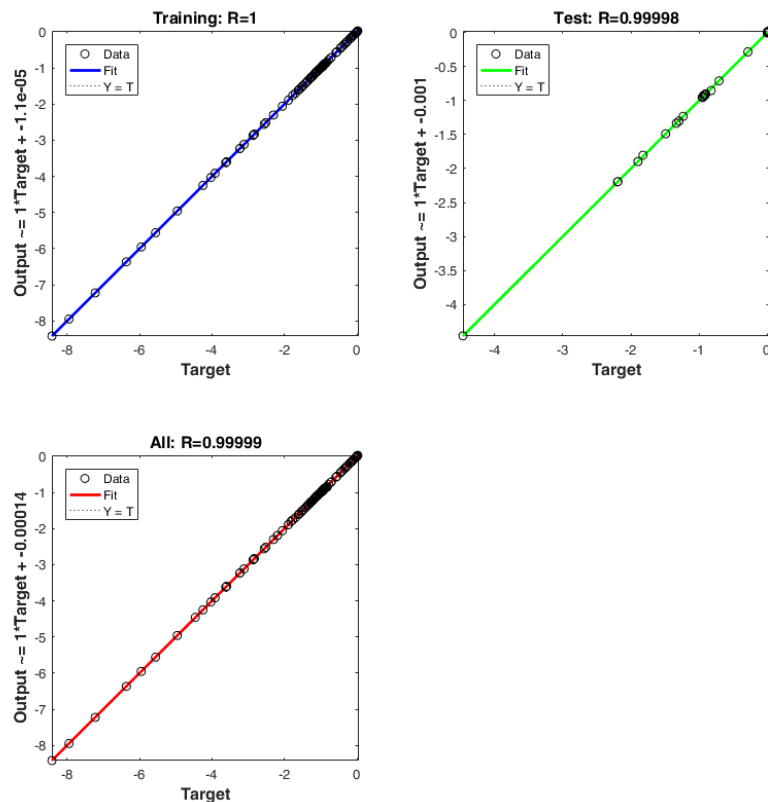 Training: R=1
Output ~= 1*Target + -1.1e-05
Data
Fit
Y = T
0
-1
-2
-3
-4
-5
-6
-7
-8
-8
-6
-4
-2
0
Target
Test: R=0.99998
Output ~= 1*Target + -0.001
Data
Fit
Y = T
0
-0.5
-1
-1.5
-2
-2.5
-3
-3.5
-4
-4
-3
-2
-1
0
Target
All: R=0.99999
Output ~= 1*Target + -0.00014
Data
Fit
Y = T
0
-1
-2
-3
-4
-5
-6
-7
-8
-8
-6
-4
-2
0
Target